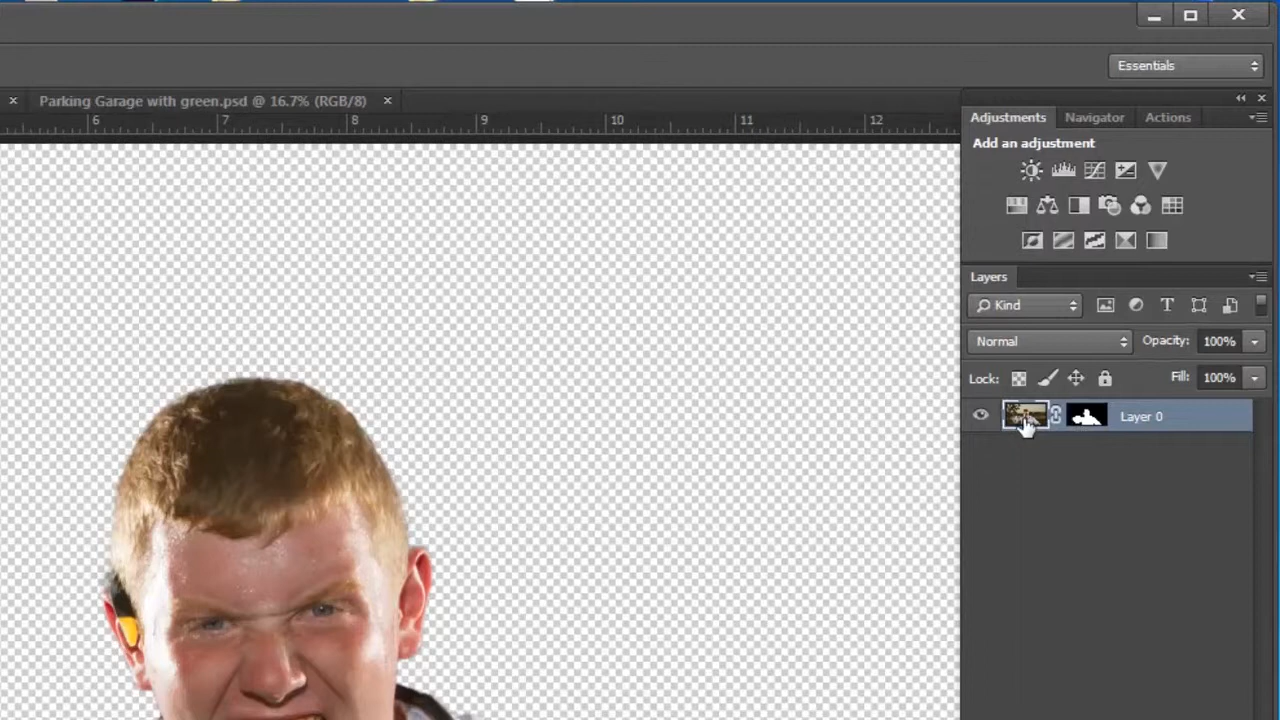 Essentials
Parking Garage with green.psd @ 16.7% (RGB/8)
6 7 8 9 10 11 12
Adjustments Navigator Actions
Add an adjustment
Layers
Kind
Normal Opacity: 100%
Lock: Fill: 100%
Layer 0